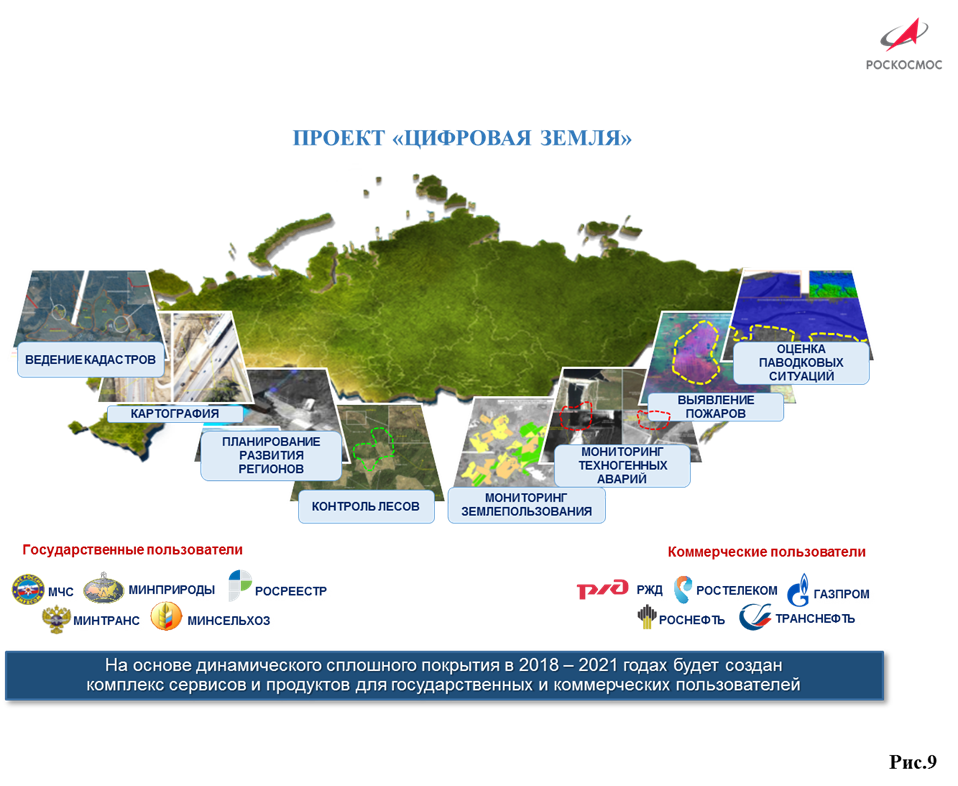 РОСКОСМОС
ПРОЕКТ «ЦИФРОВАЯ ЗЕМЛЯ»
ВЕДЕНИЕ КАДАСТРОВ
КАРТОГРАФИЯ
ПЛАНИРОВАНИЕ
РАЗВИТИЯ
РЕГИОНОВ
КОНТРОЛЬ ЛЕСОВ
МОНИТОРИНГ
ЗЕМЛЕПОЛЬЗОВАНИЯ
МОНИТОРИНГ
ТЕХНОГЕННЫХ
АВАРИЙ
ВЫЯВЛЕНИЕ
ПОЖАРОВ
ОЦЕНКА
ПАВОДКОВЫХ
СИТУАЦИЙ
Государственные пользователи
МЧС
МИНПРИРОДЫ
РОСРЕЕСТР
МИНТРАНС
МИНСЕЛЬХОЗ
Коммерческие пользователи
ржд РЖД
РОСТЕЛЕКОМ
ГАЗПРОМ
РОСНЕФТЬ
ТРАНСНЕФТЬ
На основе динамического сплошного покрытия в 2018 – 2021 годах будет создан
комплекс сервисов и продуктов для государственных и коммерческих пользователей
Рис.9